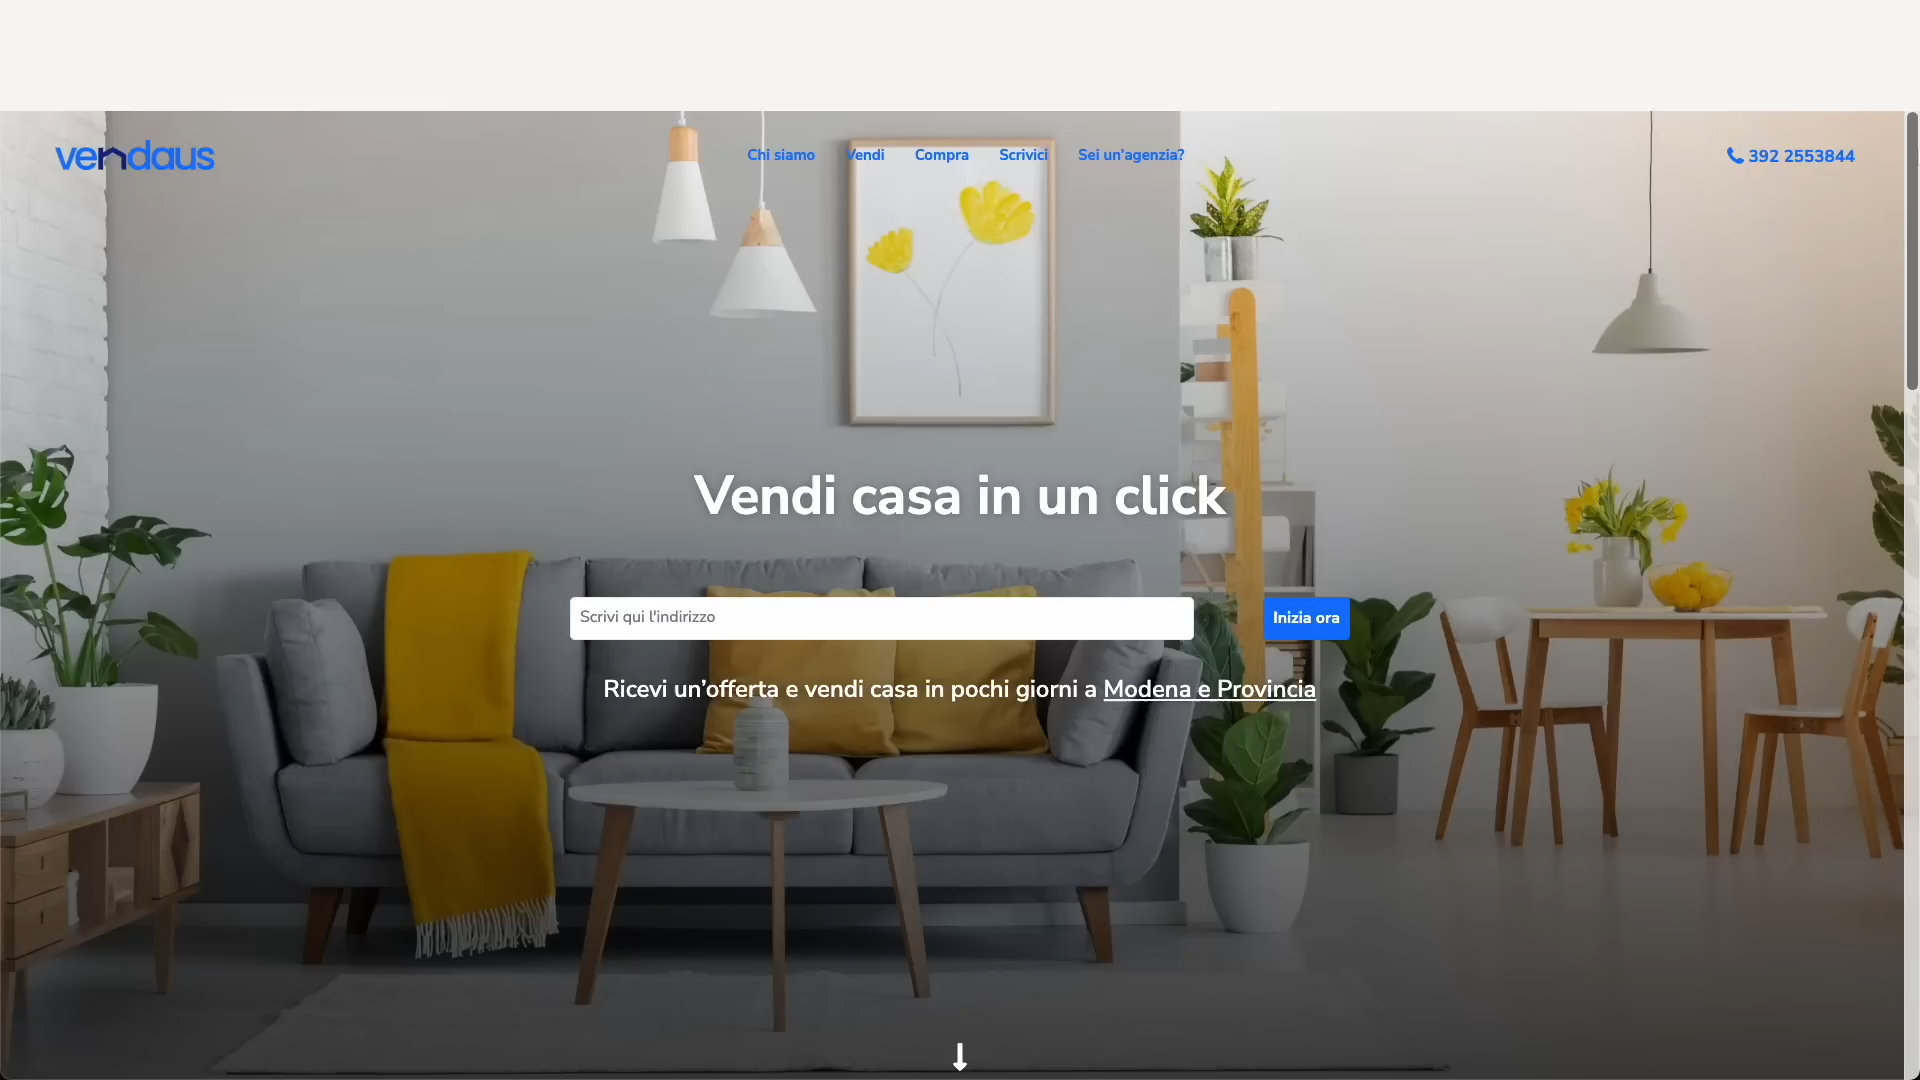 vendaus
Chi siamo
Vendi
Compra
Scrivici
Sei un'agenzia?
392 2553844
Vendi casa in un click
Scrivi qui l'indirizzo
Inizia ora
Ricevi un’offerta e vendi casa in pochi giorni a Modena e Provincia